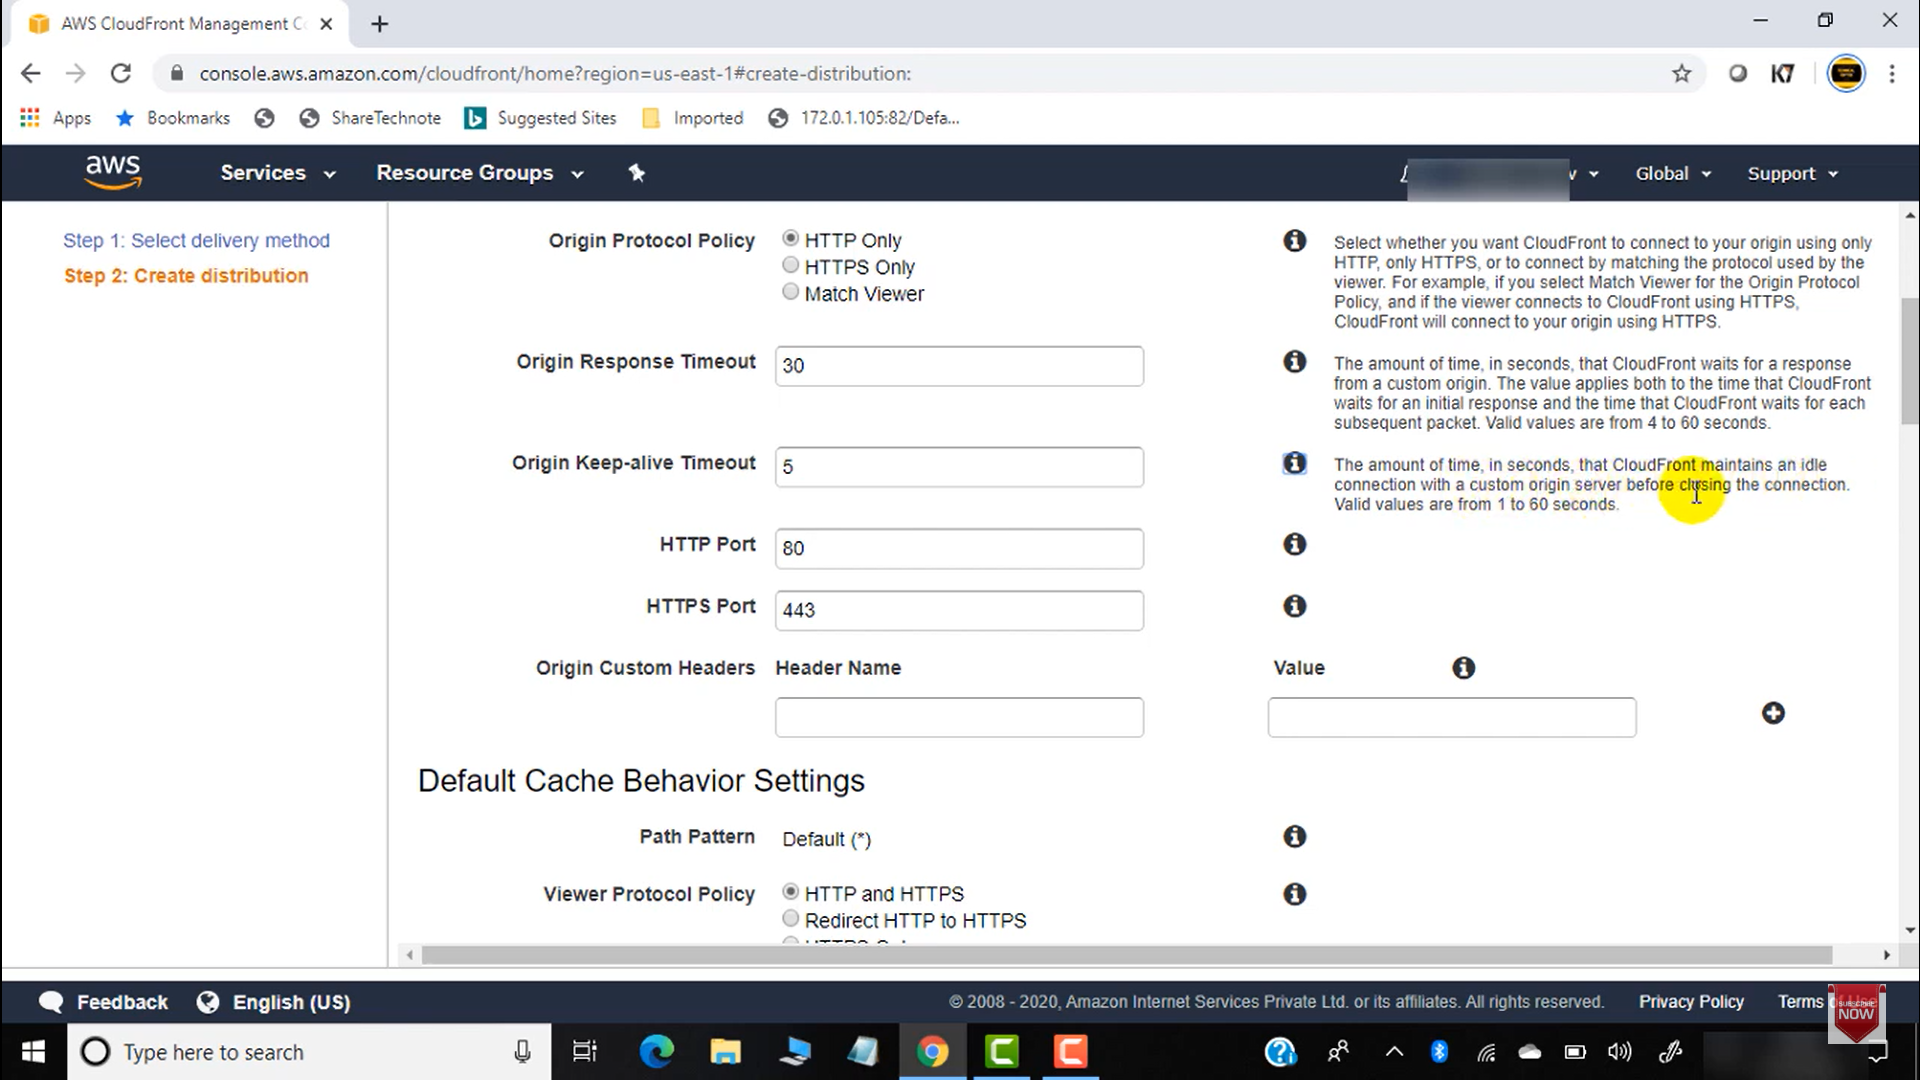 AWS CloudFront Management C
console.aws.amazon.com/cloudfront/home?region=us-east-1#create-distribution:
K7
Apps Bookmarks ShareTechnote Suggested Sites Imported 172.0.1.105:82/Defa...
aws Services Resource Groups Global Support
Step 1: Select delivery method
Step 2: Create distribution
Origin Protocol Policy HTTP Only
HTTPS Only
Match Viewer
Select whether you want CloudFront to connect to your origin using only
HTTP, only HTTPS, or to connect by matching the protocol used by the
viewer. For example, if you select Match Viewer for the Origin Protocol
Policy, and if the viewer connects to CloudFront using HTTPS,
CloudFront will connect to your origin using HTTPS.
Origin Response Timeout 30
The amount of time, in seconds, that CloudFront waits for a response
from a custom origin. The value applies both to the time that CloudFront
waits for an initial response and the time that CloudFront waits for each
subsequent packet. Valid values are from 4 to 60 seconds.
Origin Keep-alive Timeout 5
The amount of time, in seconds, that CloudFront maintains an idle
connection with a custom origin server before closing the connection.
Valid values are from 1 to 60 seconds.
HTTP Port 80
HTTPS Port 443
Origin Custom Headers Header Name Value
Default Cache Behavior Settings
Path Pattern Default (*)
Viewer Protocol Policy HTTP and HTTPS
Redirect HTTP to HTTPS
Feedback English (US) © 2008 - 2020, Amazon Internet Services Private Ltd. or its affiliates. All rights reserved. Privacy Policy Terms
SUBSCRIBE
NOW
Type here to search